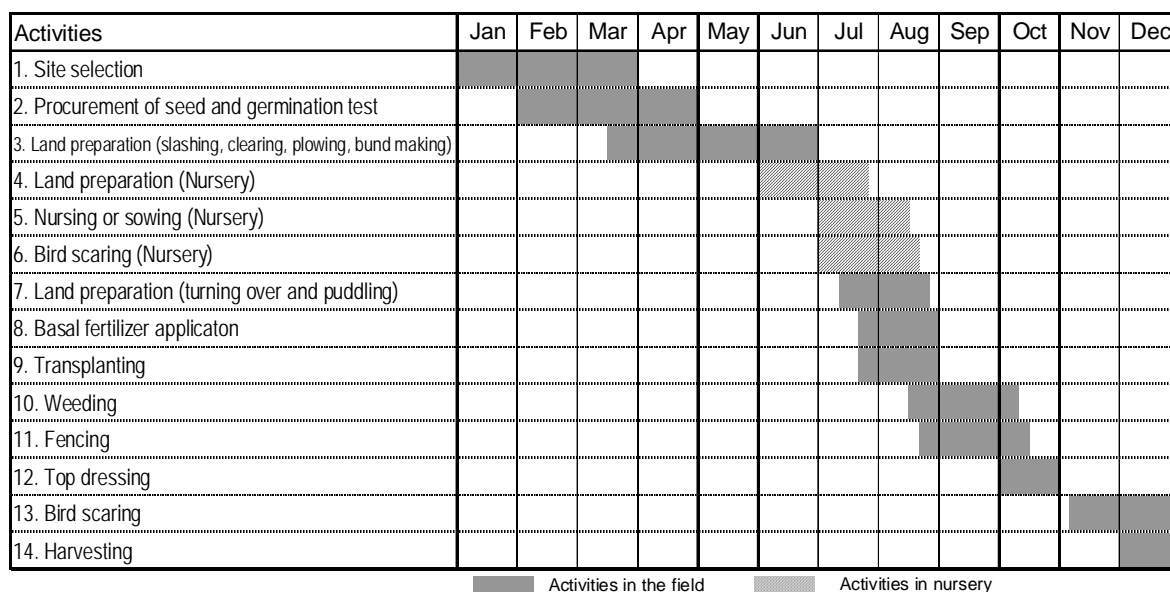 Activities Jan Feb Mar Apr May Jun Jul Aug Sep Oct Nov Dec
1. Site selection
2. Procurement of seed and germination test
3. Land preparation (slashing, clearing, plowing, bund making)
4. Land preparation (Nursery)
5. Nursing or sowing (Nursery)
6. Bird scaring (Nursery)
7. Land preparation (turning over and puddling)
8. Basal fertilizer applicaton
9. Transplanting
10. Weeding
11. Fencing
12. Top dressing
13. Bird scaring
14. Harvesting
Activities in the field Activities in nursery